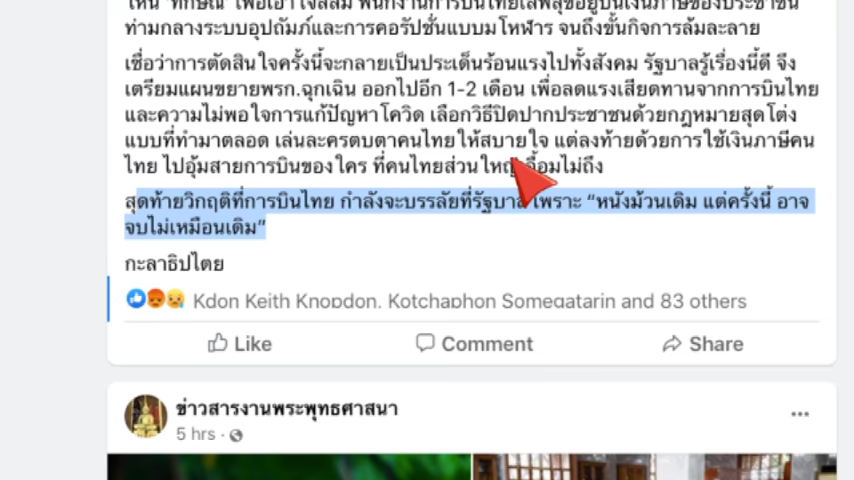 ท่ามกลางระบบอุปถัมภ์และการคอรัปชั่นแบบมโหฬาร จนถึงขั้นกิจการล้มละลาย
เชื่อว่าการตัดสินใจครั้งนี้จะกลายเป็นประเด็นร้อนแรงไปทั้งสังคม รัฐบาลรู้เรื่องนี้ดี จึง
เตรียมแผนขยายพรก.ฉุกเฉิน ออกไปอีก 1-2 เดือน เพื่อลดแรงเสียดทานจากการบินไทย
และความไม่พอใจการแก้ปัญหาโควิด เลือกวิธีปิดปากประชาชนด้วยกฎหมายสุดโต่ง
แบบที่ทำมาตลอด เล่นละครตบตาคนไทยให้สบายใจ แต่ลงท้ายด้วยการใช้เงินภาษีคน
ไทย ไปอุ้มสายการบินของใคร ที่คนไทยส่วนใหญ่เอื้อมไม่ถึง
สุดท้ายวิกฤติที่การบินไทย กำลังจะบรรลัยที่รัฐบาล เพราะ “หนังม้วนเดิม แต่ครั้งนี้ อาจ
จบไม่เหมือนเดิม”
กะลาธิปไตย
Kdon Keith Knopdon, Kotchaphon Somegatarin and 83 others
Like Comment Share
ข่าวสารงานพระพุทธศาสนา
5 hrs ·